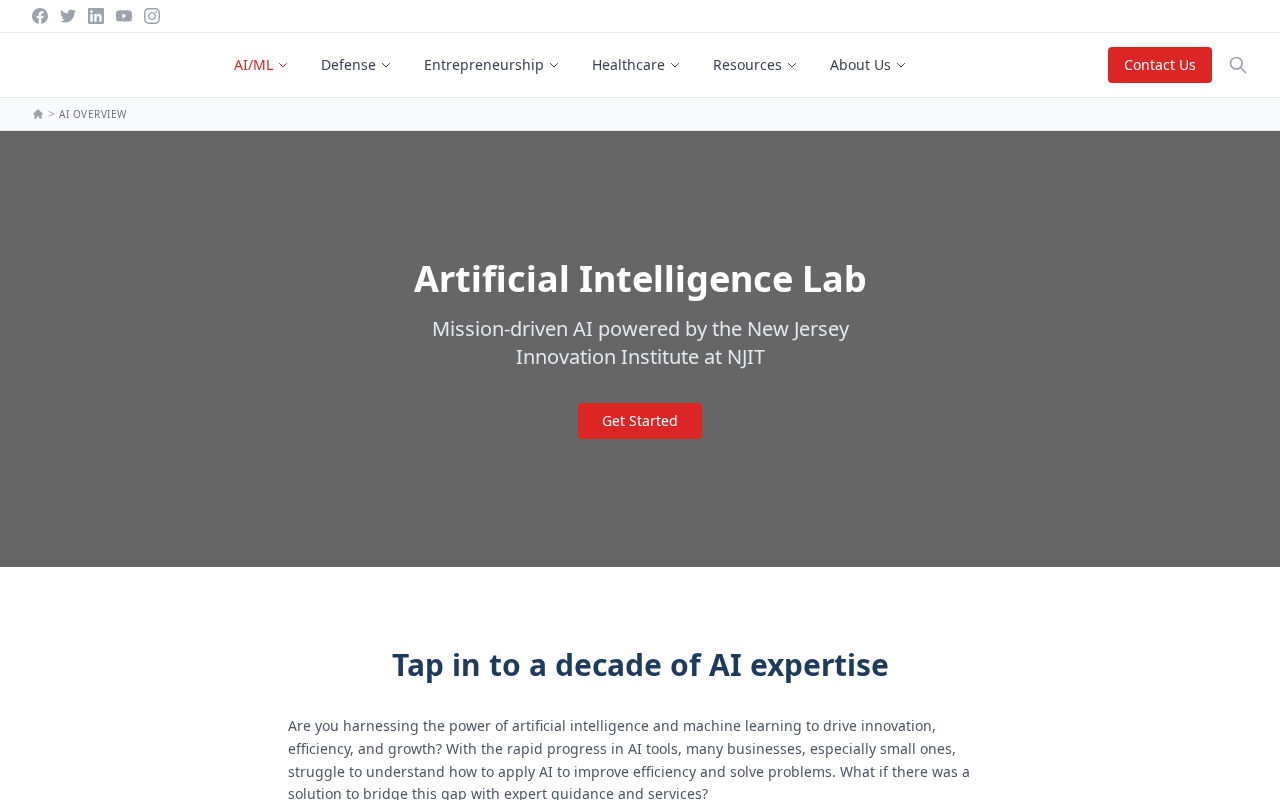 AI/ML Defense Entrepreneurship Healthcare Resources About Us Contact Us
> AI OVERVIEW
Artificial Intelligence Lab
Mission-driven AI powered by the New Jersey
Innovation Institute at NJIT
Get Started
Tap in to a decade of AI expertise
Are you harnessing the power of artificial intelligence and machine learning to drive innovation,
efficiency, and growth? With the rapid progress in AI tools, many businesses, especially small ones,
struggle to understand how to apply AI to improve efficiency and solve problems. What if there was a
solution to bridge this gap with expert guidance and services?